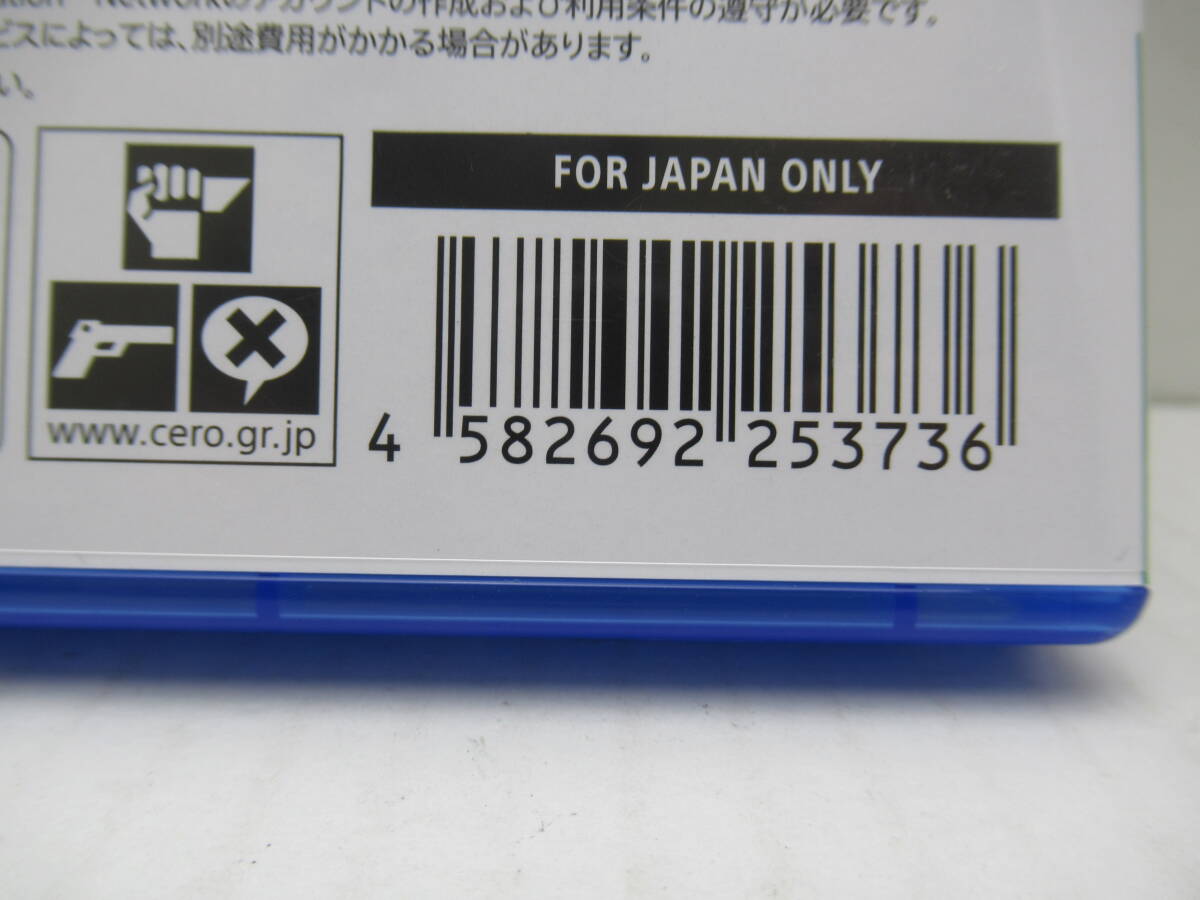 Networkのアカウントの作成および利用条件の遵守が必要です。
ビスによっては、別途費用がかかる場合があります。
い。
FOR JAPAN ONLY
www.cero.gr.jp
4 582692 253736